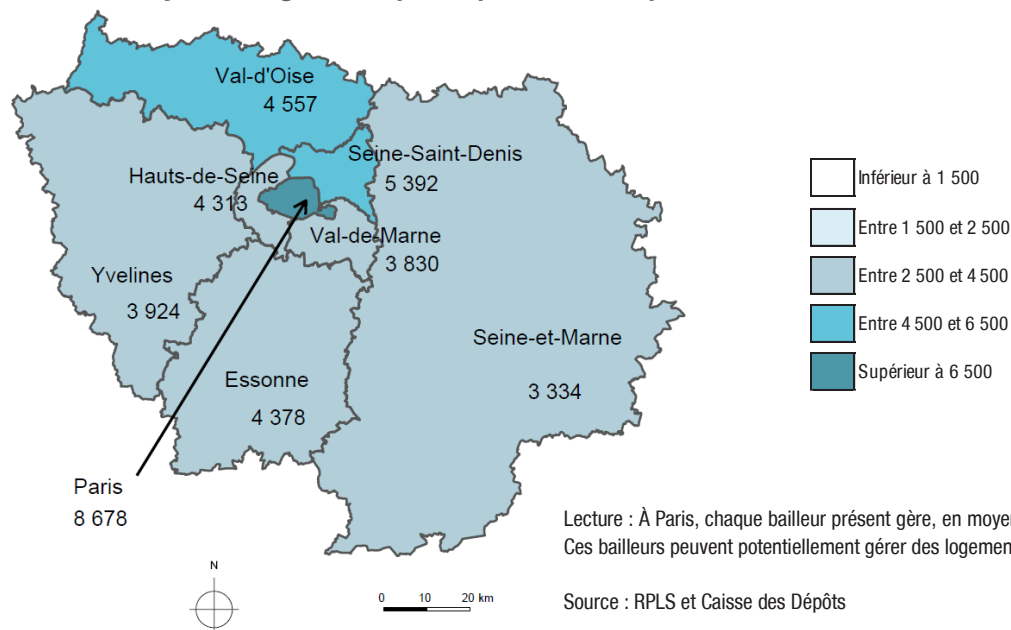 Val-d'Oise
4 557
Hauts-de-Seine
4 313
Seine-Saint-Denis
5 392
Val-de-Marne
3 830
Yvelines
3 924
Seine-et-Marne
3 334
Essonne
4 378
Paris
8 678
Inférieur à 1 500
Entre 1 500 et 2 500
Entre 2 500 et 4 500
Entre 4 500 et 6 500
Supérieur à 6 500
N
0 10 20 km
Lecture : À Paris, chaque bailleur présent gère, en
Ces bailleurs peuvent potentiellement gérer des
Source : RPLS et Caisse des Dépôts